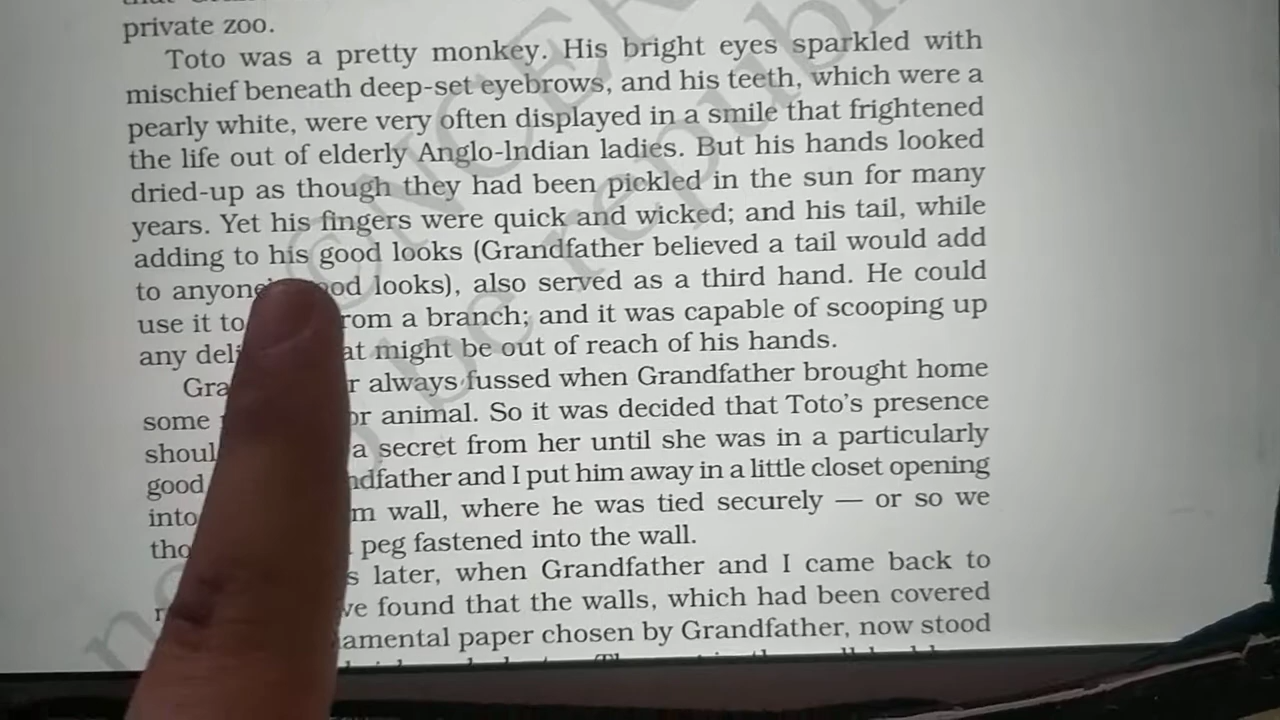 private zoo.
Toto was a pretty monkey. His bright eyes sparkled with
mischief beneath deep-set eyebrows, and his teeth, which were a
pearly white, were very often displayed in a smile that frightened
the life out of elderly Anglo-Indian ladies. But his hands looked
dried-up as though they had been pickled in the sun for many
years. Yet his fingers were quick and wicked; and his tail, while
adding to his good looks (Grandfather believed a tail would add
to anyone's good looks), also served as a third hand. He could
use it to from a branch; and it was capable of scooping up
any that might be out of reach of his hands.
always fussed when Grandfather brought home
some or animal. So it was decided that Toto's presence
a secret from her until she was in a particularly
good Grandfather and I put him away in a little closet opening
into wall, where he was tied securely — or so we
peg fastened into the wall.
later, when Grandfather and I came back to
we found that the walls, which had been covered
ornamental paper chosen by Grandfather, now stood
© NCERT
not be republished